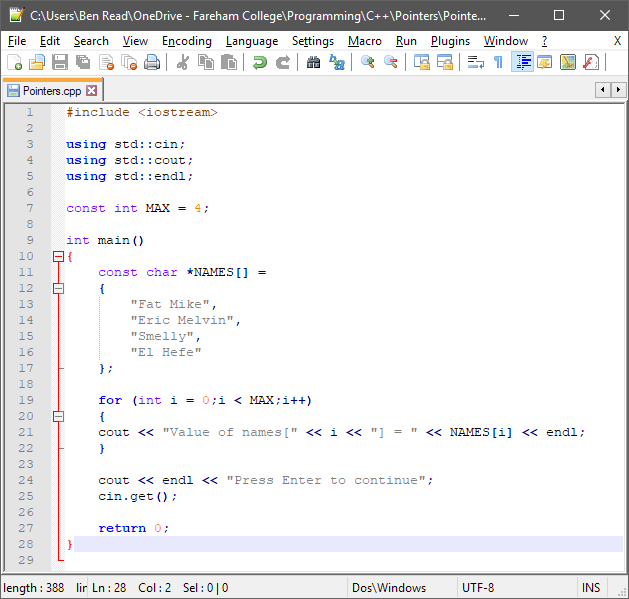 C:\Users\Ben Read\OneDrive - Fareham College\Programming\C++\Pointers\Pointe...
File Edit Search View Encoding Language Settings Macro Run Plugins Window ? X
Pointers.cpp
1 #include <iostream>
2
3 using std::cin;
4 using std::cout;
5 using std::endl;
6
7 const int MAX = 4;
8
9 int main()
10 {
11     const char *NAMES[] =
12     {
13         "Fat Mike",
14         "Eric Melvin",
15         "Smelly",
16         "El Hefe"
17     };
18
19     for (int i = 0;i < MAX;i++)
20     {
21     cout << "Value of names[" << i << "] = " << NAMES[i] << endl;
22     }
23
24     cout << endl << "Press Enter to continue";
25     cin.get();
26
27     return 0;
28 }
29
length : 388 lir Ln : 28 Col : 2 Sel : 0 | 0 Dos\Windows UTF-8 INS